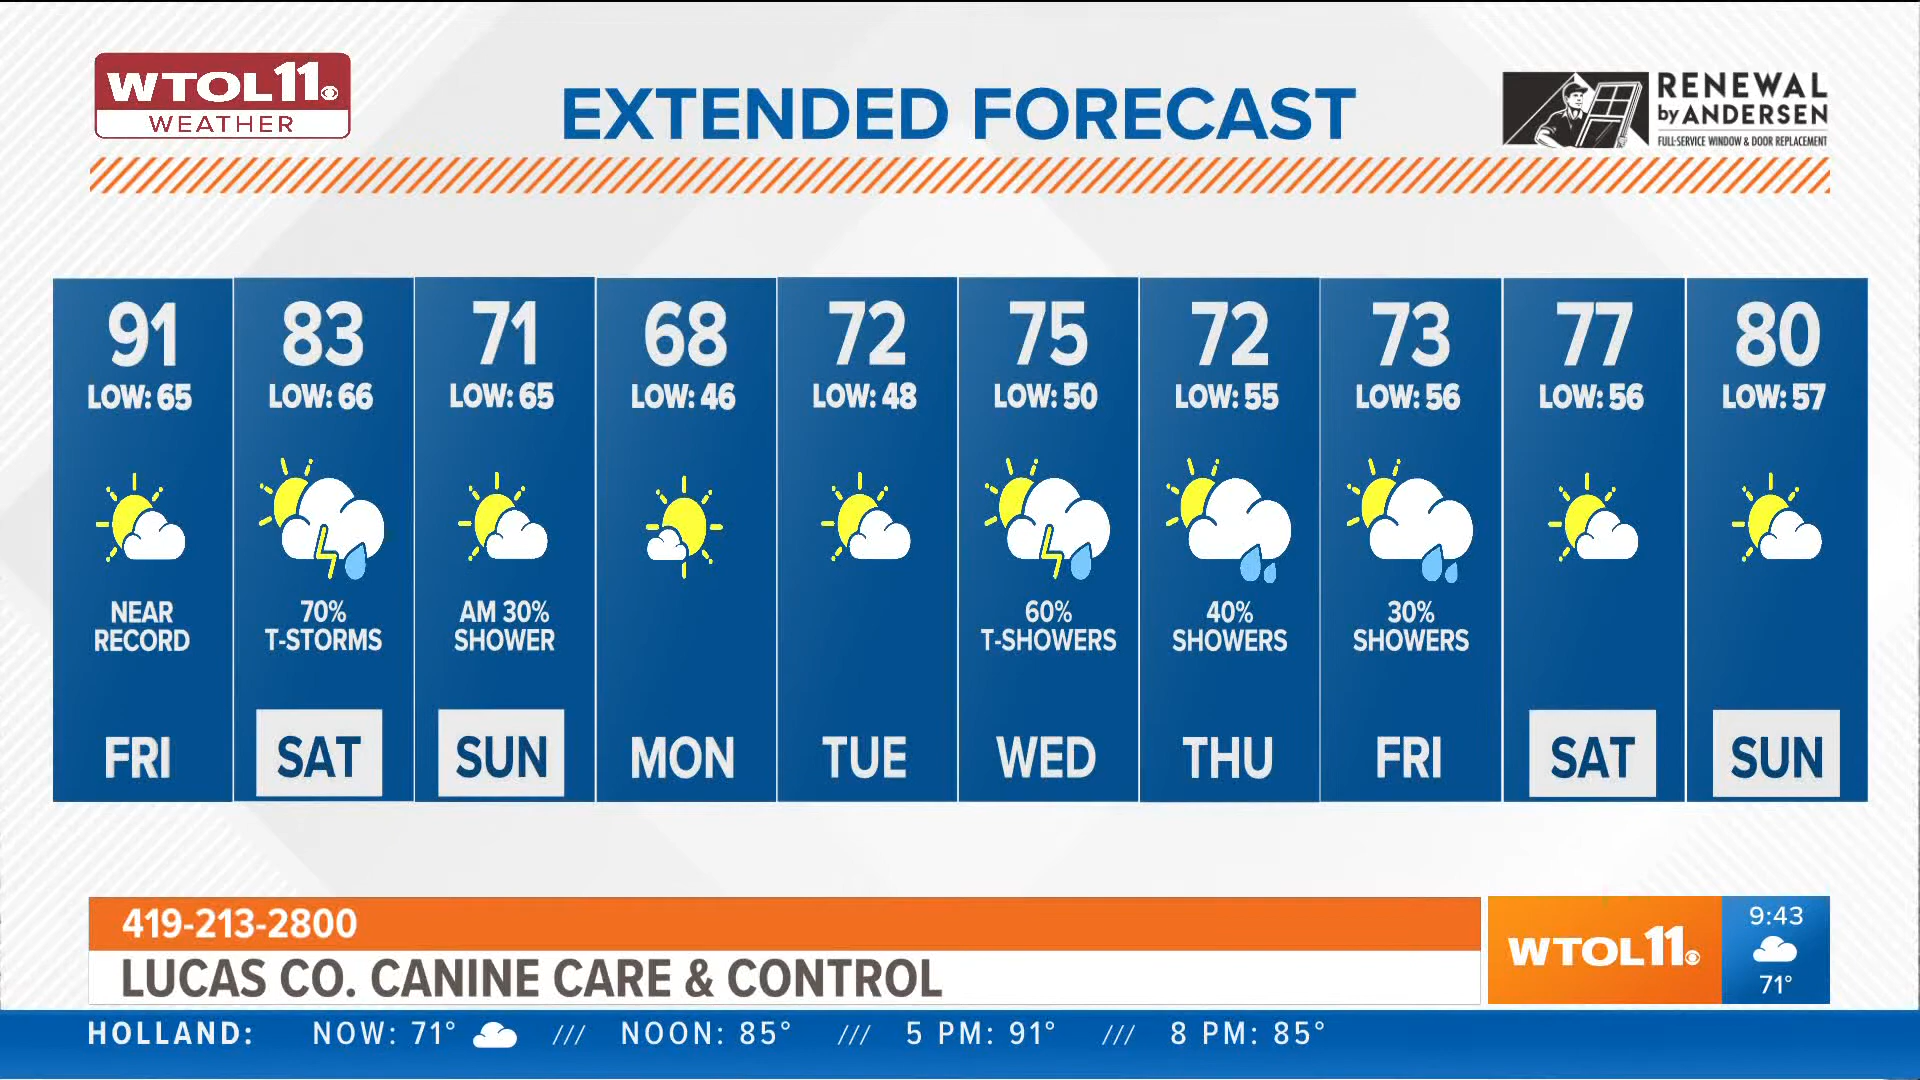 WTOL11
WEATHER
EXTENDED FORECAST
RENEWAL
by ANDERSEN
FULL-SERVICE WINDOW & DOOR REPLACEMENT
91
LOW: 65
NEAR
RECORD
FRI
83
LOW: 66
70%
T-STORMS
SAT
71
LOW: 65
AM 30%
SHOWER
SUN
68
LOW: 46
MON
72
LOW: 48
TUE
75
LOW: 50
60%
T-SHOWERS
WED
72
LOW: 55
40%
SHOWERS
THU
73
LOW: 56
30%
SHOWERS
FRI
77
LOW: 56
SAT
80
LOW: 57
SUN
419-213-2800
LUCAS CO. CANINE CARE & CONTROL
WTOL11
9:43
71°
HOLLAND: NOW: 71° /// NOON: 85° /// 5 PM: 91° /// 8 PM: 85°